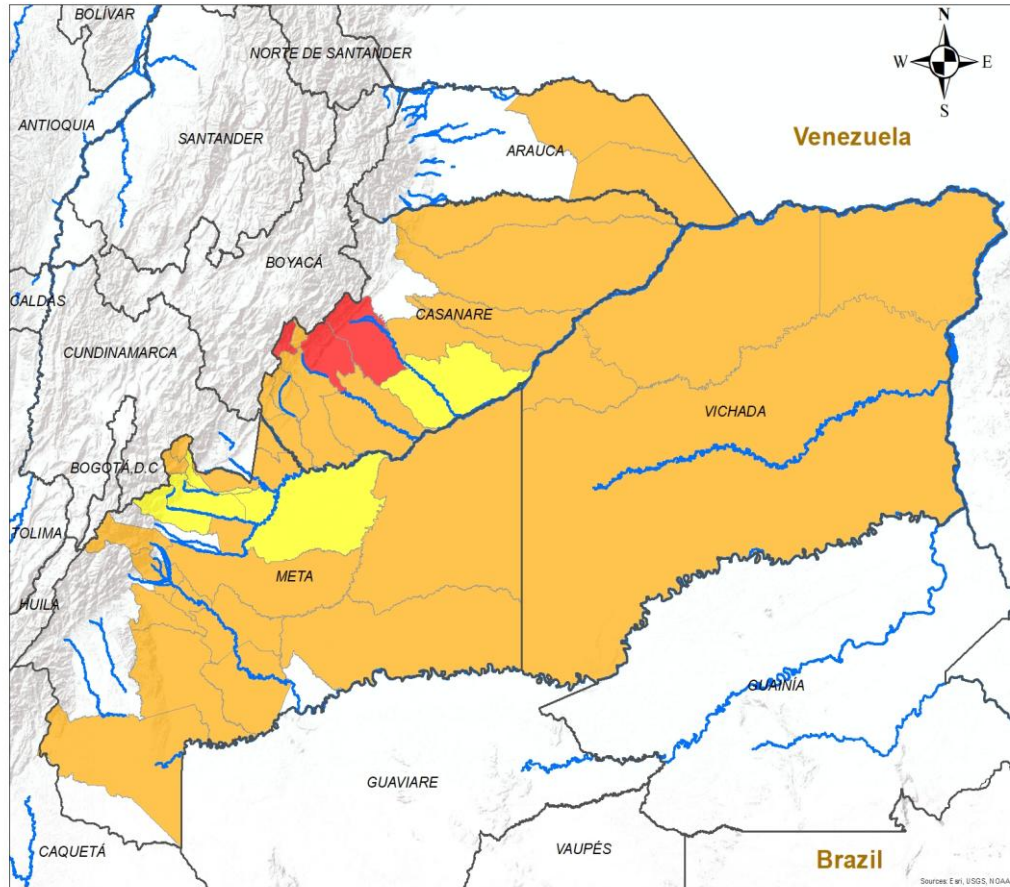 BOLÍVAR
N
NORTE DE SANTANDER
W
E
S
ANTIOQUIA
SANTANDER
Venezuela
ARAUCA
BOYACÁ
CALDAS
CASANARE
CUNDINAMARCA
VICHADA
BOGOTÁ,D.C
TOLIMA
META
HUILA
GUAINÍA
GUAVIARE
CAQUETÁ
VAUPÉS
Brazil
Sources: Esri, USGS, NOAA